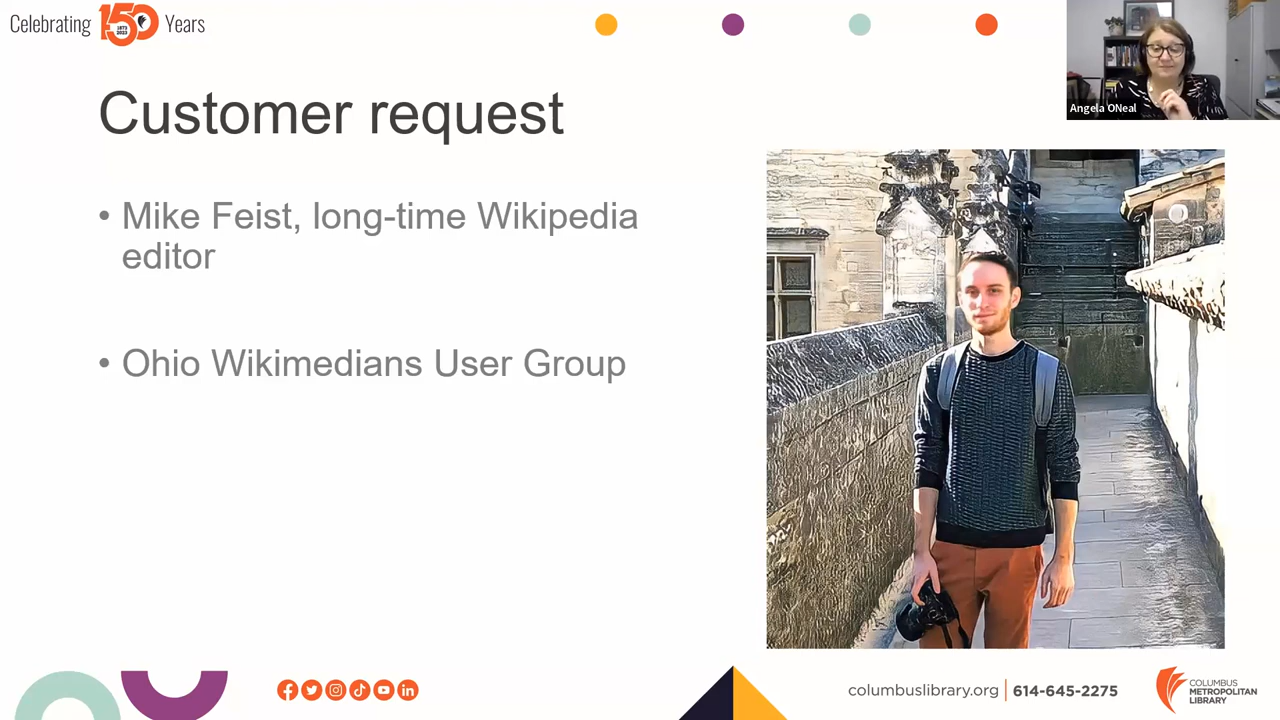 Celebrating 150 Years
1873
2023
Angela ONeal
Customer request
• Mike Feist, long-time Wikipedia
editor
• Ohio Wikimedians User Group
columbuslibrary.org | 614-645-2275
COLUMBUS
METROPOLITAN
LIBRARY